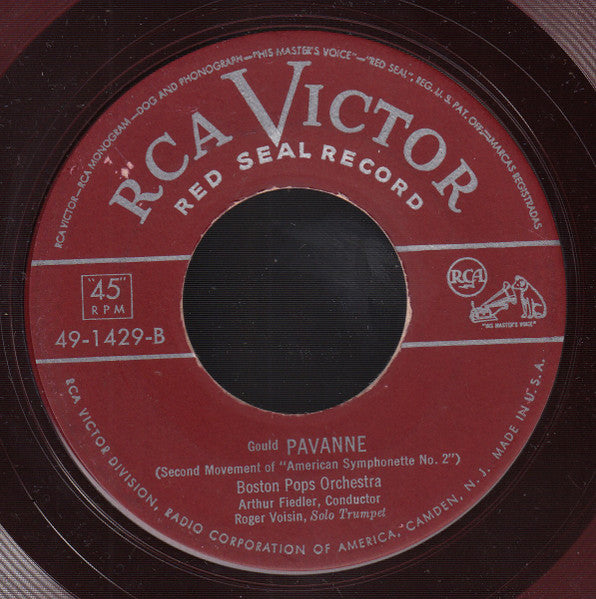 RCA VICTOR—RCA MONOGRAM—DOG AND PHONOGRAPH—"HIS MASTER'S VOICE"—"RED SEAL", REG. U. S. PAT. OFF.—MARCAS REGISTRADAS
RCA VICTOR
RED SEAL RECORD
"45"
RPM
49-1429-B
RCA
"HIS MASTER'S VOICE"
Gould PAVANNE
(Second Movement of "American Symphonette No. 2")
Boston Pops Orchestra
Arthur Fiedler, Conductor
Roger Voisin, Solo Trumpet
RCA VICTOR DIVISION, RADIO CORPORATION OF AMERICA, CAMDEN, N. J. MADE IN U. S. A.